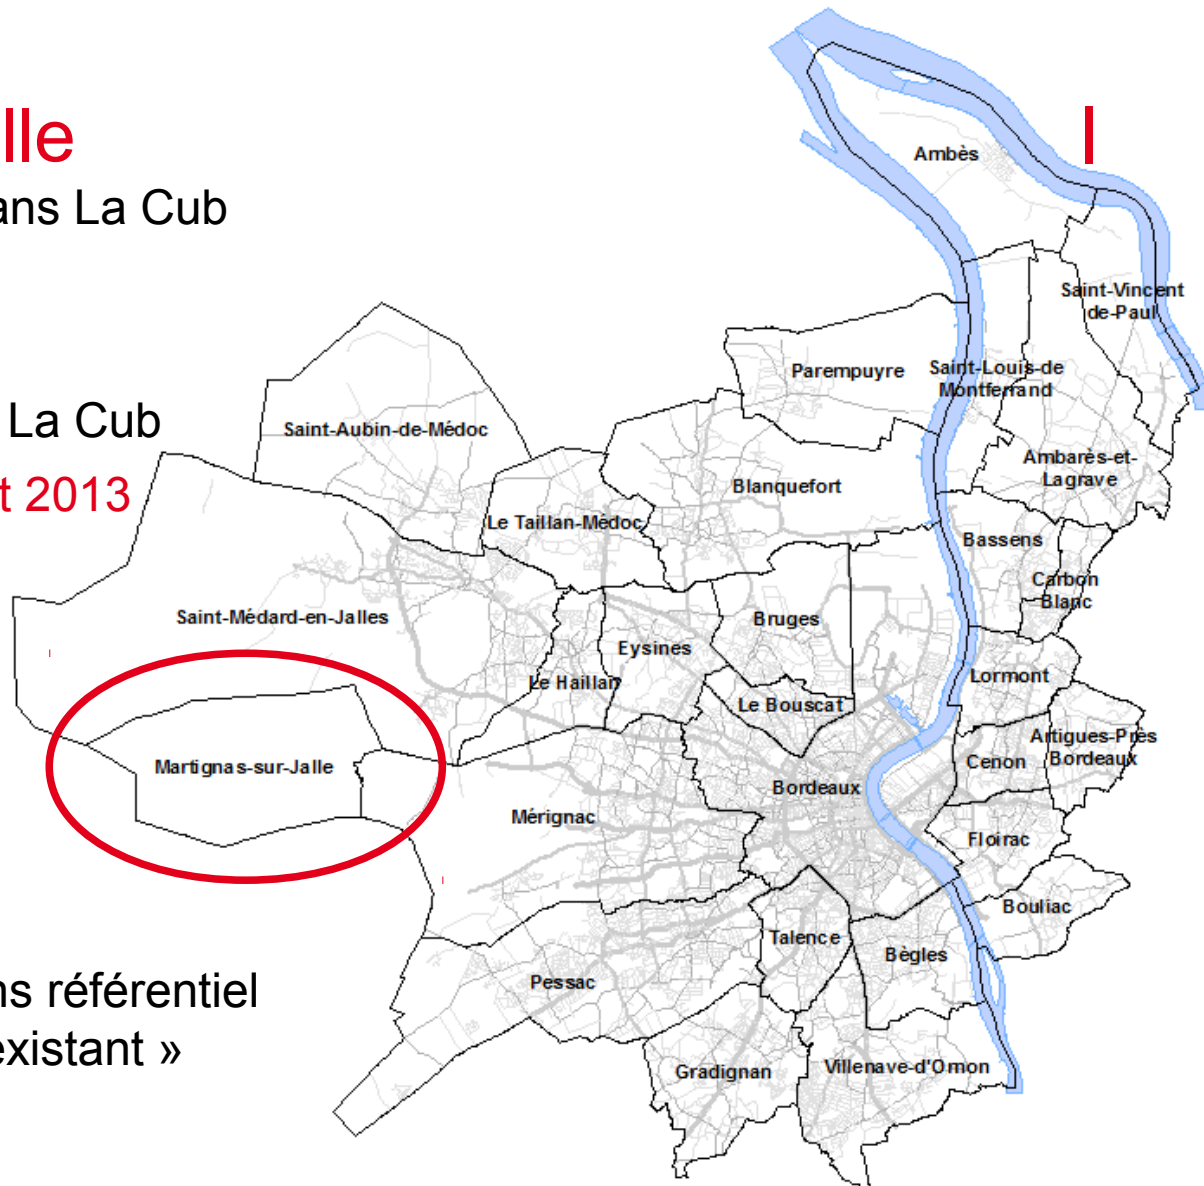 lle
ans La Cub
La Cub
t 2013
ns référentiel
existant »
l
Ambès
Saint-Vincent
de-Paul
Parempuyre
Saint-Louis-de
Montferrand
Saint-Aubin-de-Médoc
Ambarès-et-
Lagrave
Blanquefort
Le Taillan-Médoc
Bassens
Carbon
Blanc
Saint-Médard-en-Jalles
Bruges
Eysines
Le Haillan
Lormont
Le Bouscat
Artigues-Près
Bordeaux
Cenon
Martignas-sur-Jalle
Bordeaux
Mérignac
Floirac
Bouliac
Talence
Bègles
Pessac
Gradignan
Villenave-d'Ornon